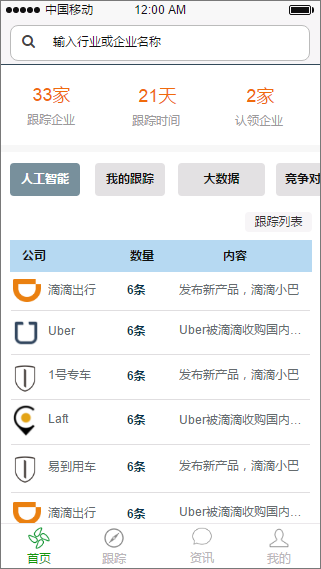 中国移动 12:00 AM
输入行业或企业名称
33家 21天 2家
跟踪企业 跟踪时间 认领企业
人工智能 我的跟踪 大数据 竞争对
跟踪列表
公司 数量 内容
滴滴出行 6条 发布新产品，滴滴小巴
Uber 6条 Uber被滴滴收购国内...
1号专车 6条 发布新产品，滴滴小巴
Laft 6条 Uber被滴滴收购国内...
易到用车 6条 发布新产品，滴滴小巴
滴滴出行 6条 Uber被滴滴收购国内...
首页 跟踪 资讯 我的